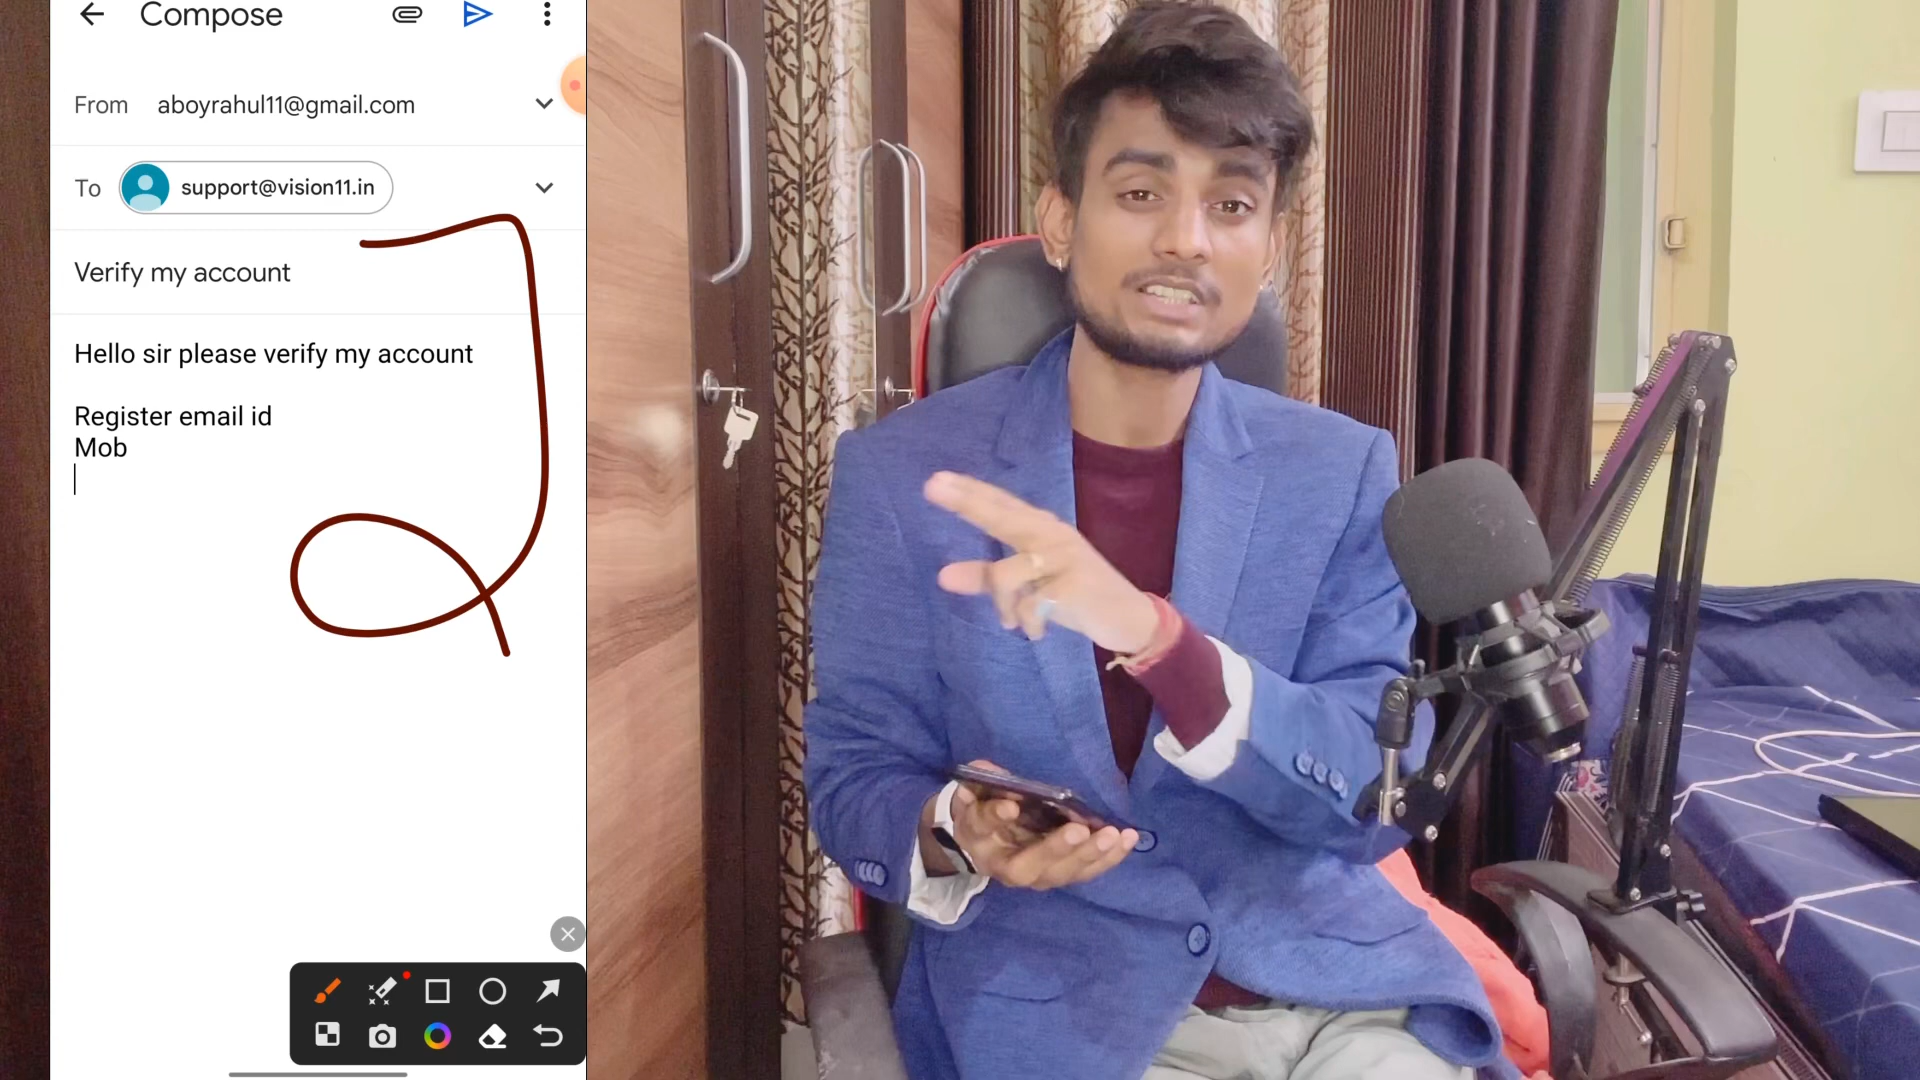 Compose
From aboyrahul11@gmail.com
To support@vision11.in
Verify my account
Hello sir please verify my account
Register email id
Mob